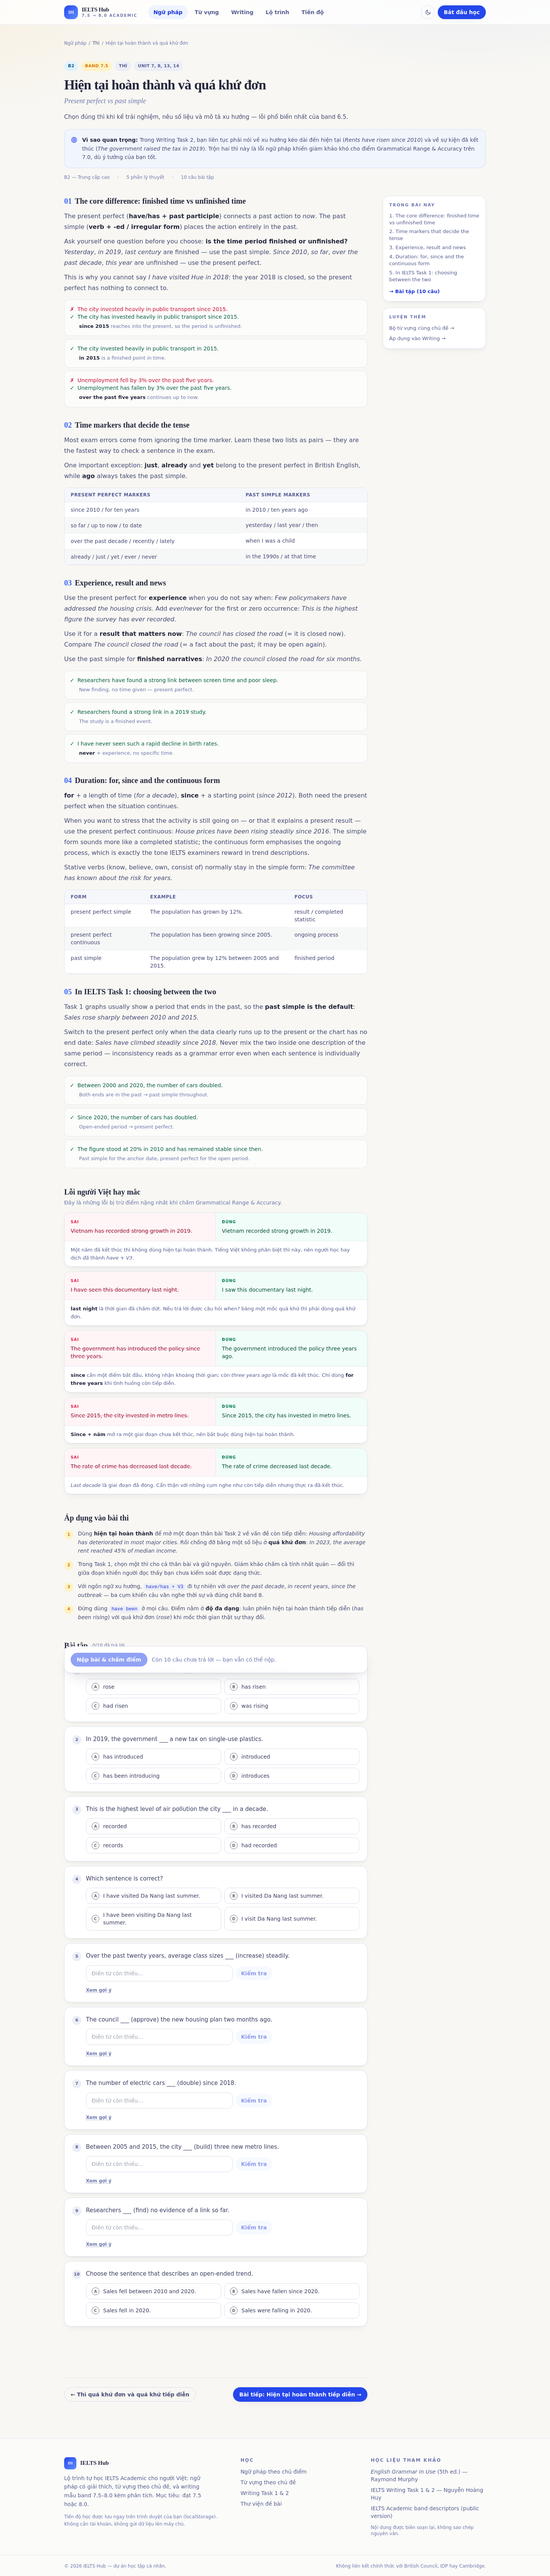 IELTS Hub
7.5 → 8.0 ACADEMIC
Ngữ pháp
Từ vựng
Writing
Lộ trình
Tiến độ
Bắt đầu học
Ngữ pháp / Thì / Hiện tại hoàn thành và quá khứ đơn
B2
BAND 7.5
THÌ
UNIT 7, 8, 13, 14
Hiện tại hoàn thành và quá khứ đơn
Present perfect vs past simple
Chọn đúng thì khi kể trải nghiệm, nêu số liệu và mô tả xu hướng — lỗi phổ biến nhất của band 6.5.
Vì sao quan trọng: Trong Writing Task 2, bạn liên tục phải nói về xu hướng kéo dài đến hiện tại (Rents have risen since 2010) và về sự kiện đã kết
thúc (The government raised the tax in 2019). Trộn hai thì này là lỗi ngữ pháp khiến giám khảo khó cho điểm Grammatical Range & Accuracy trên
7.0, dù ý tưởng của bạn tốt.
B2 — Trung cấp cao · 5 phần lý thuyết · 10 câu bài tập
01 The core difference: finished time vs unfinished time
The present perfect (have/has + past participle) connects a past action to now. The past
simple (verb + -ed / irregular form) places the action entirely in the past.
Ask yourself one question before you choose: is the time period finished or unfinished?
Yesterday, in 2019, last century are finished — use the past simple. Since 2010, so far, over
the past decade, this year are unfinished — use the present perfect.
This is why you cannot say I have visited Hue in 2018: the year 2018 is closed, so the present
perfect has nothing to connect to.
✗ The city invested heavily in public transport since 2015.
✓ The city has invested heavily in public transport since 2015.
since 2015 reaches into the present, so the period is unfinished.
✓ The city invested heavily in public transport in 2015.
in 2015 is a finished point in time.
✗ Unemployment fell by 3% over the past five years.
✓ Unemployment has fallen by 3% over the past five years.
over the past five years continues up to now.
02 Time markers that decide the tense
Most exam errors come from ignoring the time marker. Learn these two lists as pairs — they are
the fastest way to check a sentence in the exam.
One important exception: just, already and yet belong to the present perfect in British English,
while ago always takes the past simple.
PRESENT PERFECT MARKERS
PAST SIMPLE MARKERS
since 2010 / for ten years
in 2010 / ten years ago
so far / up to now / to date
yesterday / last year / then
over the past decade / recently / lately
when I was a child
already / just / yet / ever / never
in the 1990s / at that time
03 Experience, result and news
Use the present perfect for experience when you do not say when: Few policymakers have
addressed the housing crisis. Add ever/never for the first or zero occurrence: This is the highest
figure the survey has ever recorded.
Use it for a result that matters now: The council has closed the road (= it is closed now).
Compare The council closed the road (= a fact about the past; it may be open again).
Use the past simple for finished narratives: In 2020 the council closed the road for six months.
✓ Researchers have found a strong link between screen time and poor sleep.
New finding, no time given — present perfect.
✓ Researchers found a strong link in a 2019 study.
The study is a finished event.
✓ I have never seen such a rapid decline in birth rates.
never + experience, no specific time.
04 Duration: for, since and the continuous form
for + a length of time (for a decade), since + a starting point (since 2012). Both need the present
perfect when the situation continues.
When you want to stress that the activity is still going on — or that it explains a present result —
use the present perfect continuous: House prices have been rising steadily since 2016. The simple
form sounds more like a completed statistic; the continuous form emphasises the ongoing
process, which is exactly the tone IELTS examiners reward in trend descriptions.
Stative verbs (know, believe, own, consist of) normally stay in the simple form: The committee
has known about the risk for years.
FORM
EXAMPLE
FOCUS
present perfect simple
The population has grown by 12%.
result / completed
statistic
present perfect
continuous
The population has been growing since 2005.
ongoing process
past simple
The population grew by 12% between 2005 and
2015.
finished period
05 In IELTS Task 1: choosing between the two
Task 1 graphs usually show a period that ends in the past, so the past simple is the default:
Sales rose sharply between 2010 and 2015.
Switch to the present perfect only when the data clearly runs up to the present or the chart has no
end date: Sales have climbed steadily since 2018. Never mix the two inside one description of the
same period — inconsistency reads as a grammar error even when each sentence is individually
correct.
✓ Between 2000 and 2020, the number of cars doubled.
Both ends are in the past → past simple throughout.
✓ Since 2020, the number of cars has doubled.
Open-ended period → present perfect.
✓ The figure stood at 20% in 2010 and has remained stable since then.
Past simple for the anchor date, present perfect for the open period.
Lỗi người Việt hay mắc
Đây là những lỗi bị trừ điểm nặng nhất khi chấm Grammatical Range & Accuracy.
SAI
Vietnam has recorded strong growth in 2019.
ĐÚNG
Vietnam recorded strong growth in 2019.
Một năm đã kết thúc thì không dùng hiện tại hoàn thành. Tiếng Việt không phân biệt thì này, nên người học hay
dịch đã thành have + V3.
SAI
I have seen this documentary last night.
ĐÚNG
I saw this documentary last night.
last night là thời gian đã chấm dứt. Nếu trả lời được câu hỏi when? bằng một mốc quá khứ thì phải dùng quá khứ
đơn.
SAI
The government has introduced the policy since
three years.
ĐÚNG
The government introduced the policy three years
ago.
since cần một điểm bắt đầu, không nhận khoảng thời gian; còn three years ago là mốc đã kết thúc. Chỉ dùng for
three years khi tình huống còn tiếp diễn.
SAI
Since 2015, the city invested in metro lines.
ĐÚNG
Since 2015, the city has invested in metro lines.
Since + năm mở ra một giai đoạn chưa kết thúc, nên bắt buộc dùng hiện tại hoàn thành.
SAI
The rate of crime has decreased last decade.
ĐÚNG
The rate of crime decreased last decade.
Last decade là giai đoạn đã đóng. Cẩn thận với những cụm nghe như còn tiếp diễn nhưng thực ra đã kết thúc.
Áp dụng vào bài thi
1 Dùng hiện tại hoàn thành để mở một đoạn thân bài Task 2 về vấn đề còn tiếp diễn: Housing affordability
has deteriorated in most major cities. Rồi chống đỡ bằng một số liệu ở quá khứ đơn: In 2023, the average
rent reached 45% of median income.
2 Trong Task 1, chọn một thì cho cả thân bài và giữ nguyên. Giám khảo chấm cả tính nhất quán — đổi thì
giữa đoạn khiến người đọc thấy bạn chưa kiểm soát được dạng thức.
3 Với ngôn ngữ xu hướng, have/has + V3 đi tự nhiên với over the past decade, in recent years, since the
outbreak — ba cụm khiến câu văn nghe thời sự và đúng chất band 8.
4 Đừng dùng have been ở mọi câu. Điểm nằm ở độ đa dạng: luân phiên hiện tại hoàn thành tiếp diễn (has
been rising) với quá khứ đơn (rose) khi mốc thời gian thật sự thay đổi.
Bài tập 0/10 đã trả lời
Nộp bài & chấm điểm
Còn 10 câu chưa trả lời — bạn vẫn có thể nộp.
A rose
B has risen
C had risen
D was rising
2 In 2019, the government ___ a new tax on single-use plastics.
A has introduced
B introduced
C has been introducing
D introduces
3 This is the highest level of air pollution the city ___ in a decade.
A recorded
B has recorded
C records
D had recorded
4 Which sentence is correct?
A I have visited Da Nang last summer.
B I visited Da Nang last summer.
C I have been visiting Da Nang last
summer.
D I visit Da Nang last summer.
5 Over the past twenty years, average class sizes ___ (increase) steadily.
Điền từ còn thiếu...
Kiểm tra
Xem gợi ý
6 The council ___ (approve) the new housing plan two months ago.
Điền từ còn thiếu...
Kiểm tra
Xem gợi ý
7 The number of electric cars ___ (double) since 2018.
Điền từ còn thiếu...
Kiểm tra
Xem gợi ý
8 Between 2005 and 2015, the city ___ (build) three new metro lines.
Điền từ còn thiếu...
Kiểm tra
Xem gợi ý
9 Researchers ___ (find) no evidence of a link so far.
Điền từ còn thiếu...
Kiểm tra
Xem gợi ý
10 Choose the sentence that describes an open-ended trend.
A Sales fell between 2010 and 2020.
B Sales have fallen since 2020.
C Sales fell in 2020.
D Sales were falling in 2020.
← Thì quá khứ đơn và quá khứ tiếp diễn
Bài tiếp: Hiện tại hoàn thành tiếp diễn →
TRONG BÀI NÀY
1. The core difference: finished time
vs unfinished time
2. Time markers that decide the
tense
3. Experience, result and news
4. Duration: for, since and the
continuous form
5. In IELTS Task 1: choosing
between the two
→ Bài tập (10 câu)
LUYỆN THÊM
Bộ từ vựng cùng chủ đề →
Áp dụng vào Writing →
IELTS Hub
Lộ trình tự học IELTS Academic cho người Việt: ngữ
pháp có giải thích, từ vựng theo chủ đề, và writing
mẫu band 7.5–8.0 kèm phân tích. Mục tiêu: đạt 7.5
hoặc 8.0.
Tiến độ học được lưu ngay trên trình duyệt của bạn (localStorage).
Không cần tài khoản, không gửi dữ liệu lên máy chủ.
HỌC
Ngữ pháp theo chủ điểm
Từ vựng theo chủ đề
Writing Task 1 & 2
Thư viện đề bài
HỌC LIỆU THAM KHẢO
English Grammar in Use (5th ed.) —
Raymond Murphy
IELTS Writing Task 1 & 2 — Nguyễn Hoàng
Huy
IELTS Academic band descriptors (public
version)
Nội dung được biên soạn lại, không sao chép
nguyên văn.
© 2026 IELTS Hub — dự án học tập cá nhân.
Không liên kết chính thức với British Council, IDP hay Cambridge.